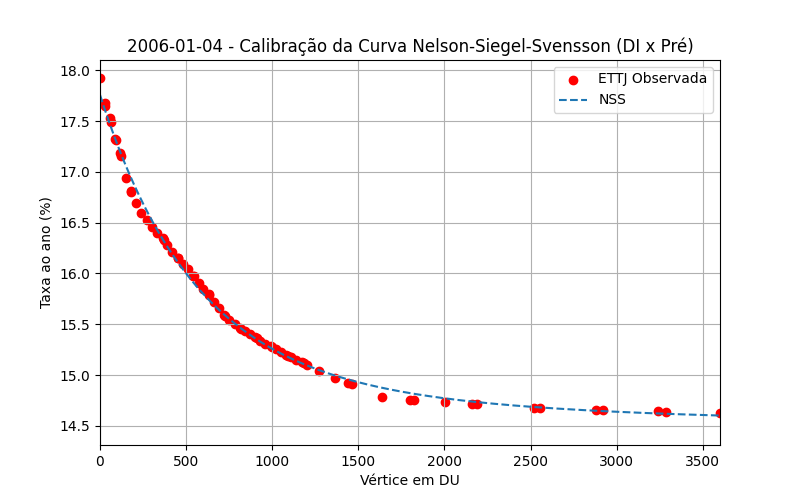 2006-01-04 - Calibração da Curva Nelson-Siegel-Svensson (DI x Pré)
ETTJ Observada
NSS
Taxa ao ano (%)
18.0
17.5
17.0
16.5
16.0
15.5
15.0
14.5
0 500 1000 1500 2000 2500 3000 3500
Vértice em DU